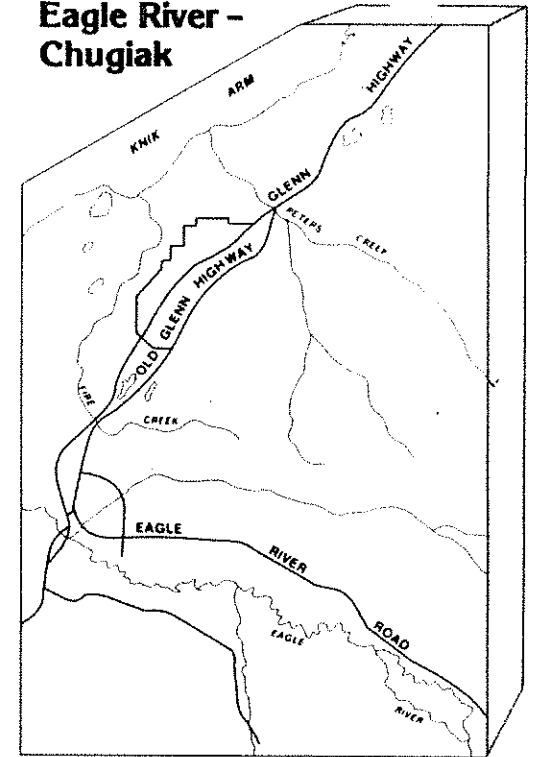 Eagle River –
Chugiak
KNIK ARM
GLENN HIGHWAY
PETERS CREEK
OLD GLENN HIGHWAY
FIRE CREEK
EAGLE RIVER ROAD
EAGLE RIVER